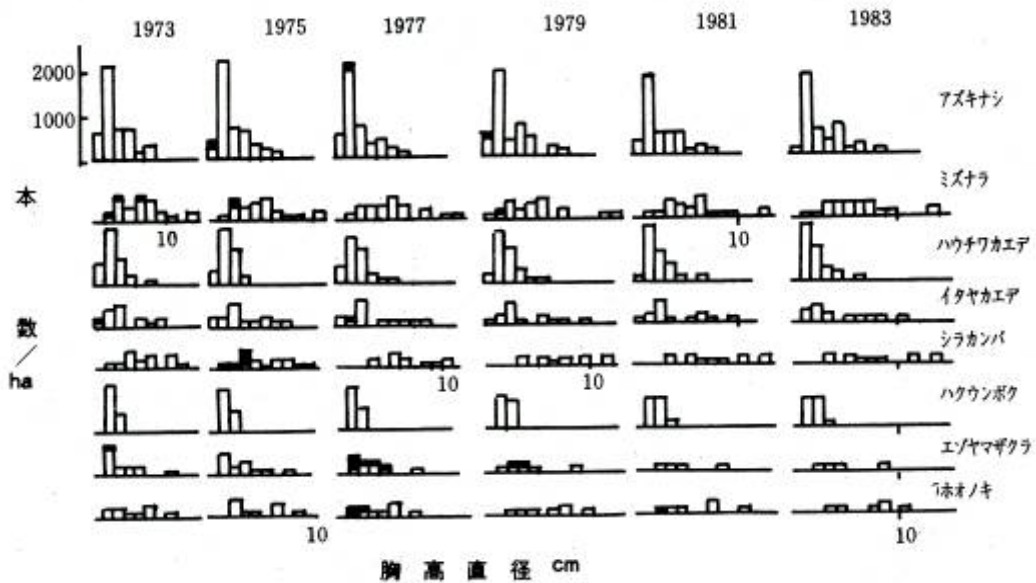 1973 1975 1977 1979 1981 1983
2000
1000
アズキナシ
本
ミズナラ
10 10
ハウチワカエデ
イタヤカエデ
数
シラカンバ
/
ha
10 10
ハクウンボク
エゾヤマザクラ
ホオノキ
10 10
胸高直径 cm